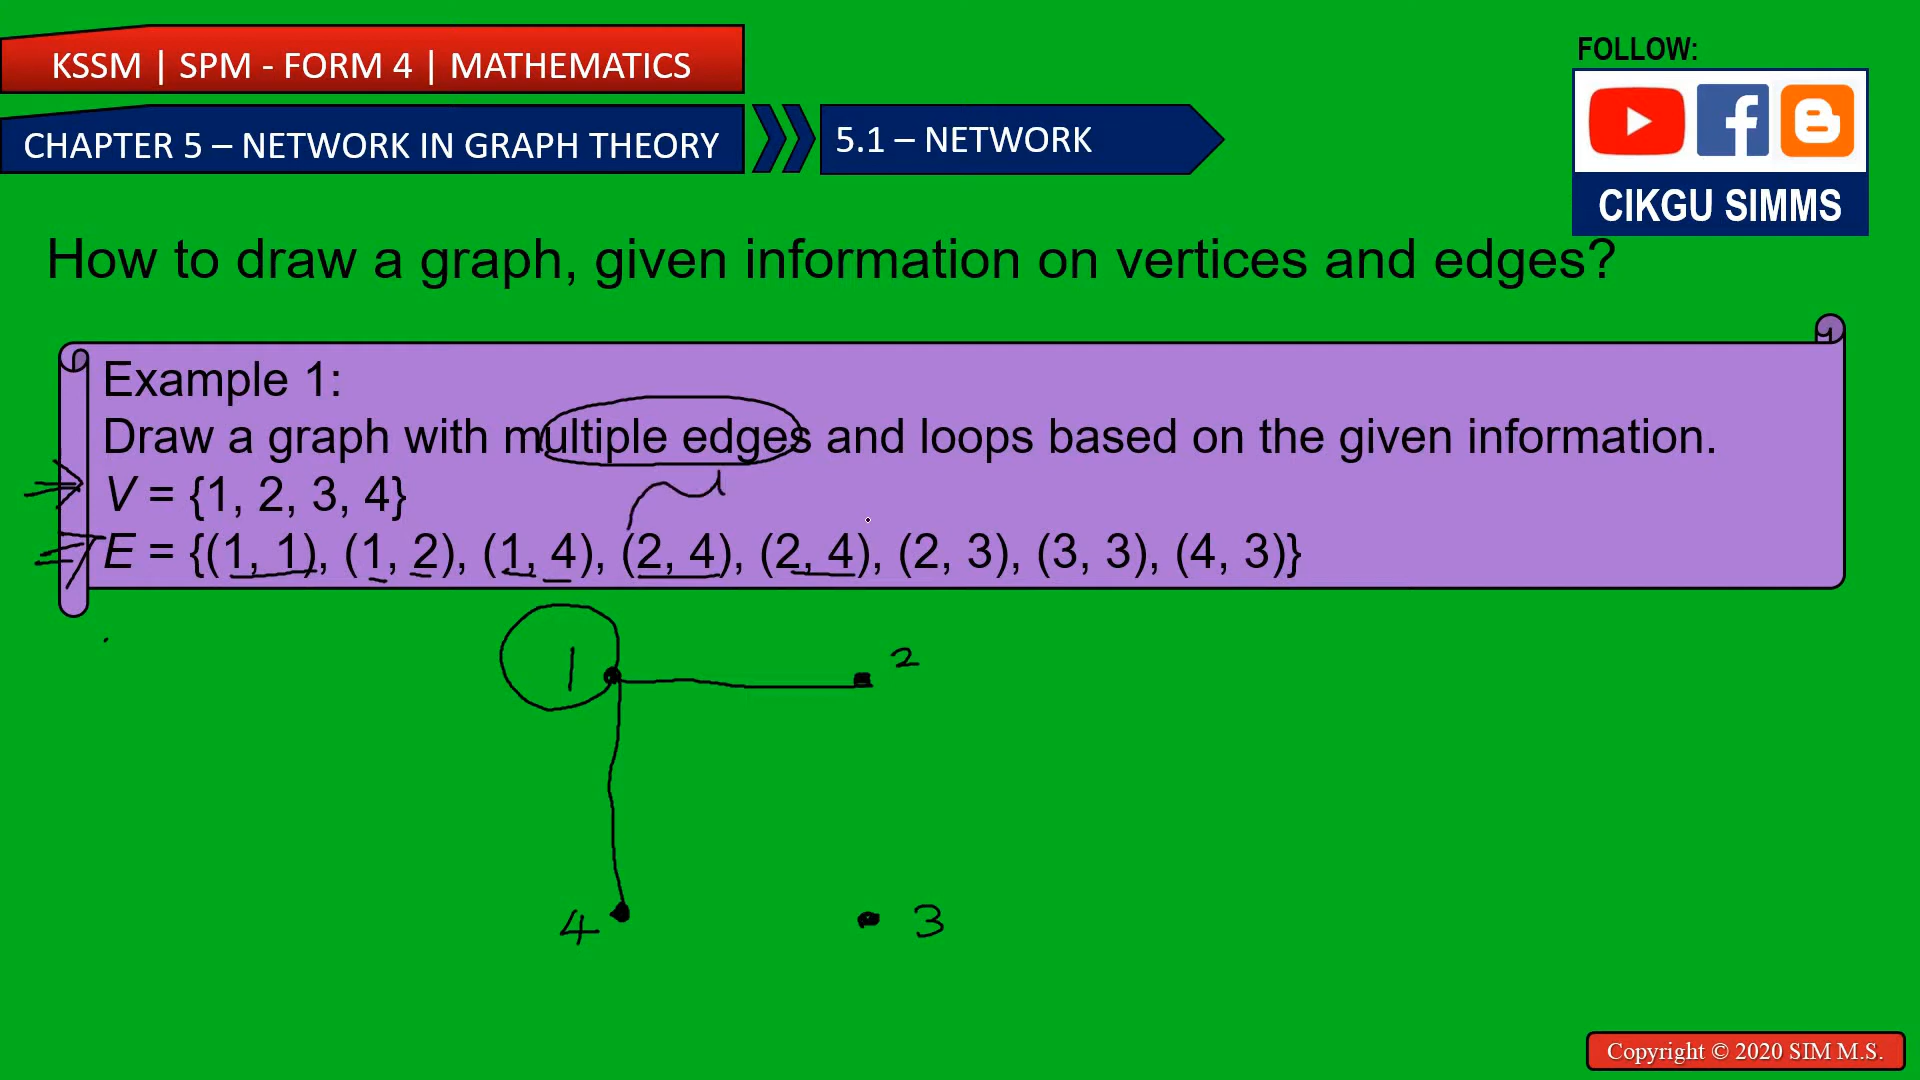 KSSM | SPM - FORM 4 | MATHEMATICS
CHAPTER 5 – NETWORK IN GRAPH THEORY
5.1 – NETWORK
FOLLOW:
CIKGU SIMMS
How to draw a graph, given information on vertices and edges?
Example 1:
Draw a graph with multiple edges and loops based on the given information.
V = {1, 2, 3, 4}
E = {(1, 1), (1, 2), (1, 4), (2, 4), (2, 4), (2, 3), (3, 3), (4, 3)}
1
2
4
3
Copyright © 2020 SIM M.S.